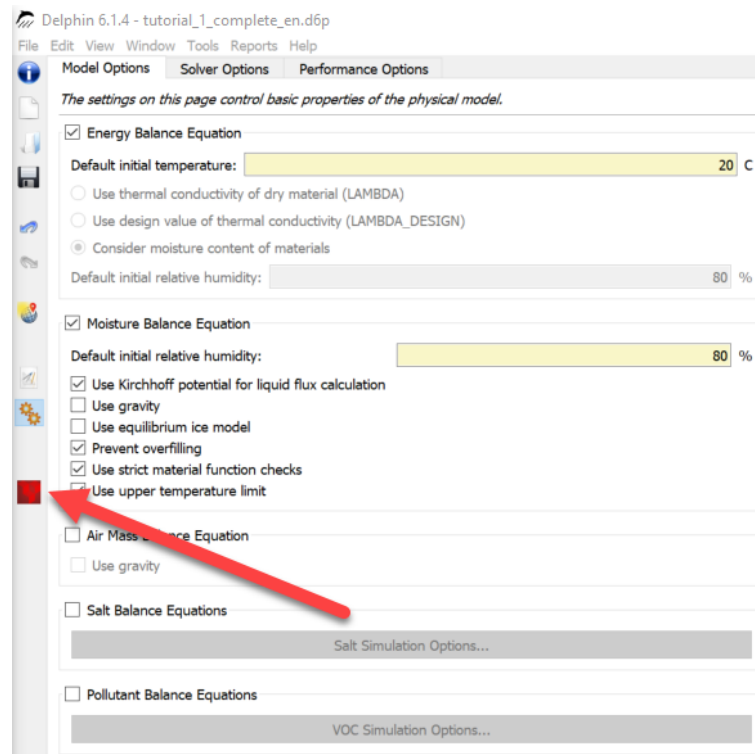 Delphin 6.1.4 - tutorial_1_complete_en.d6p
File Edit View Window Tools Reports Help
Model Options Solver Options Performance Options
The settings on this page control basic properties of the physical model.
Energy Balance Equation
Default initial temperature: 20 C
Use thermal conductivity of dry material (LAMBDA)
Use design value of thermal conductivity (LAMBDA_DESIGN)
Consider moisture content of materials
Default initial relative humidity: 80 %
Moisture Balance Equation
Default initial relative humidity: 80 %
Use Kirchhoff potential for liquid flux calculation
Use gravity
Use equilibrium ice model
Prevent overfilling
Use strict material function checks
Use upper temperature limit
Air Mass Balance Equation
Use gravity
Salt Balance Equations
Salt Simulation Options...
Pollutant Balance Equations
VOC Simulation Options...